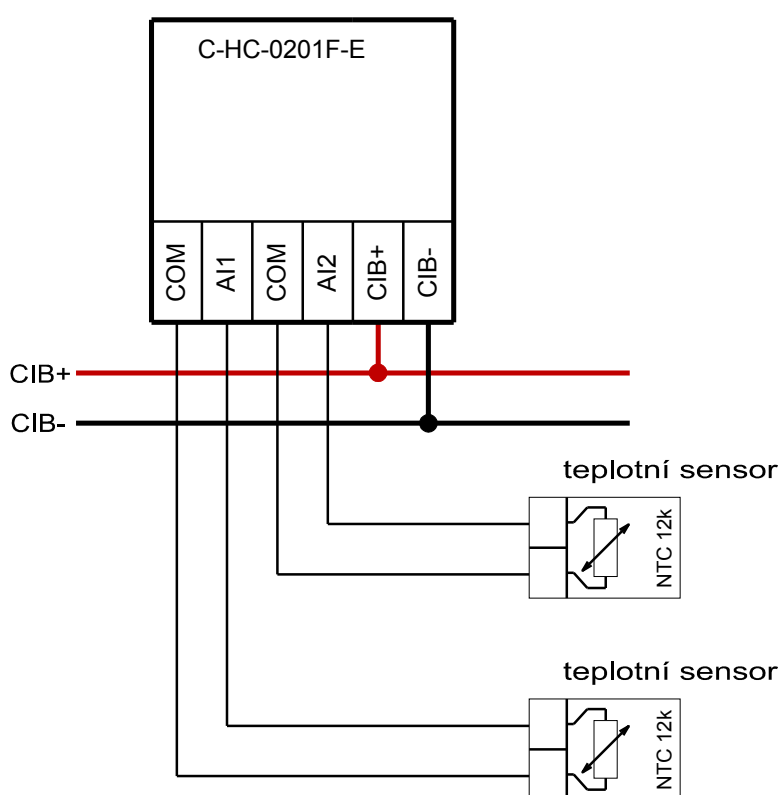 C-HC-0201F-E
COM
AI1
COM
AI2
CIB+
CIB-
CIB+
CIB-
teplotní sensor
NTC 12k
teplotní sensor
NTC 12k